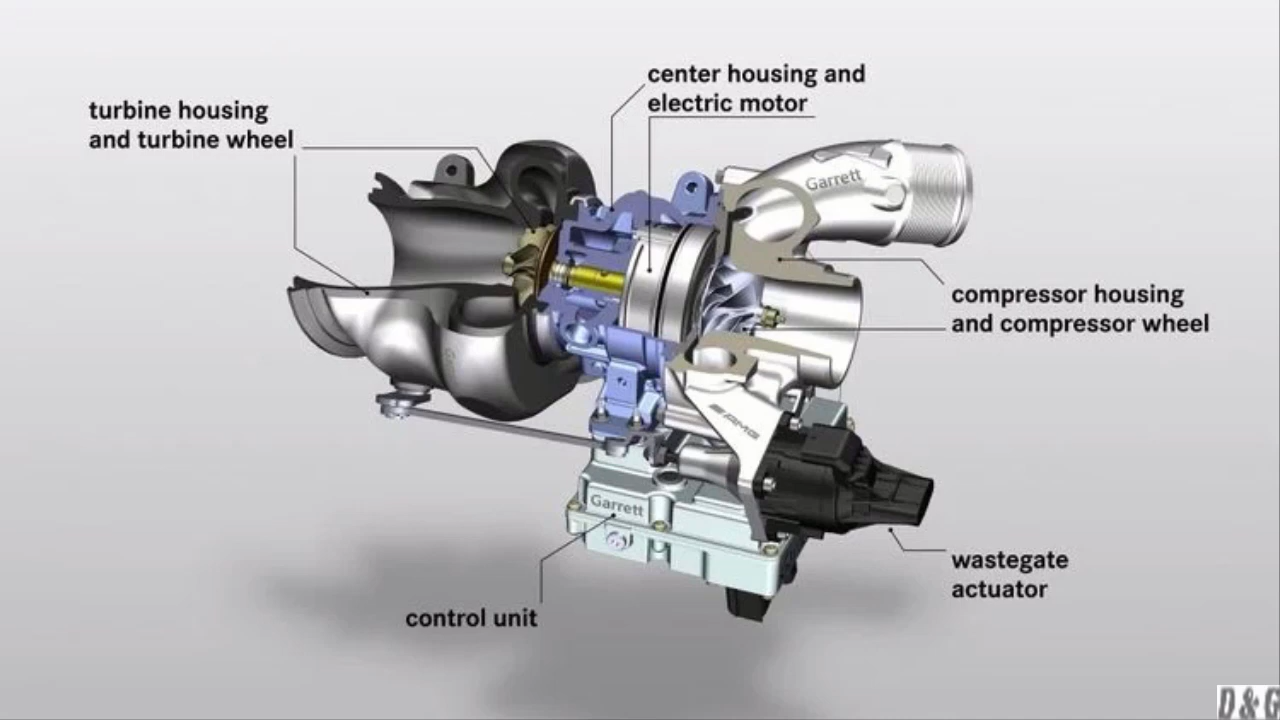 center housing and
electric motor
turbine housing
and turbine wheel
Garrett
compressor housing
and compressor wheel
AMG
Garrett
wastegate
actuator
control unit
D & G